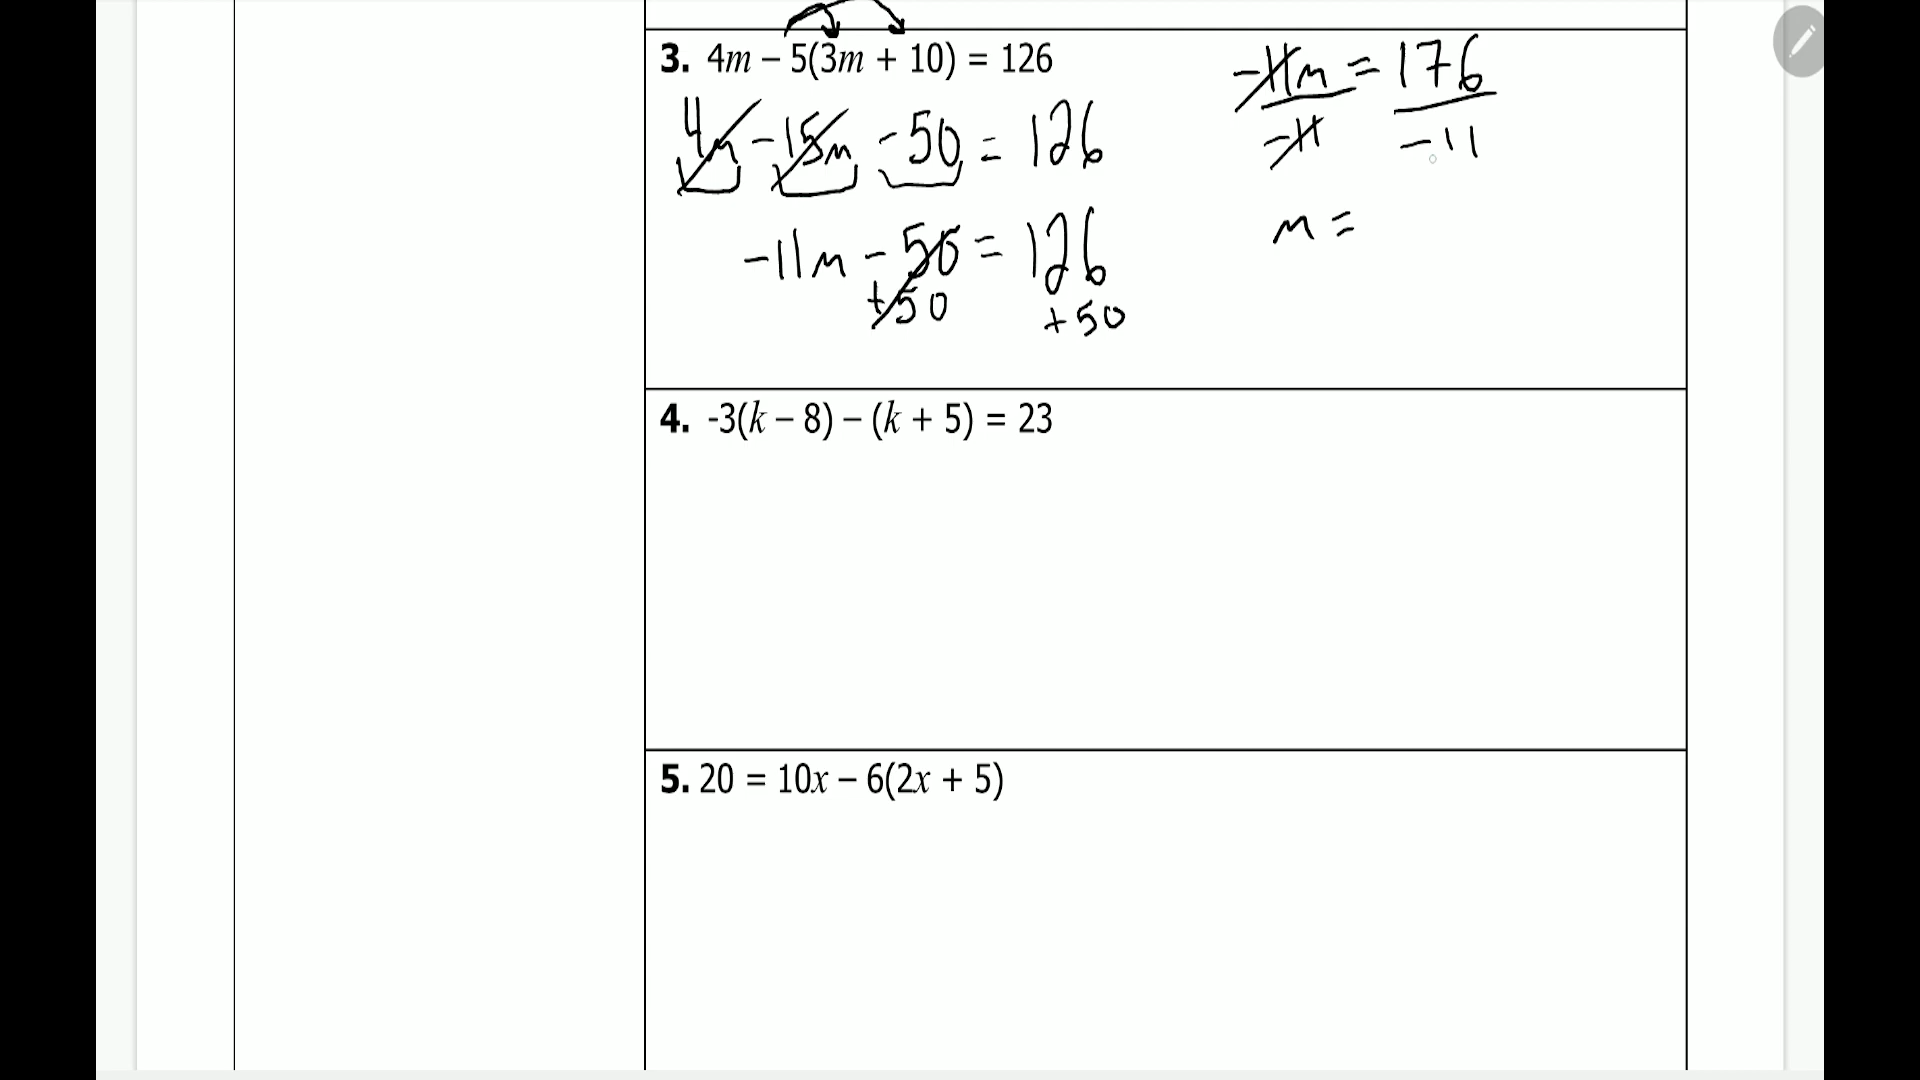 3. 4m – 5(3m + 10) = 126
4m - 15m - 50 = 126
-11m - 50 = 126
+50 +50
-11m = 176
-11 -11
m =
4. -3(k – 8) – (k + 5) = 23
5. 20 = 10x – 6(2x + 5)